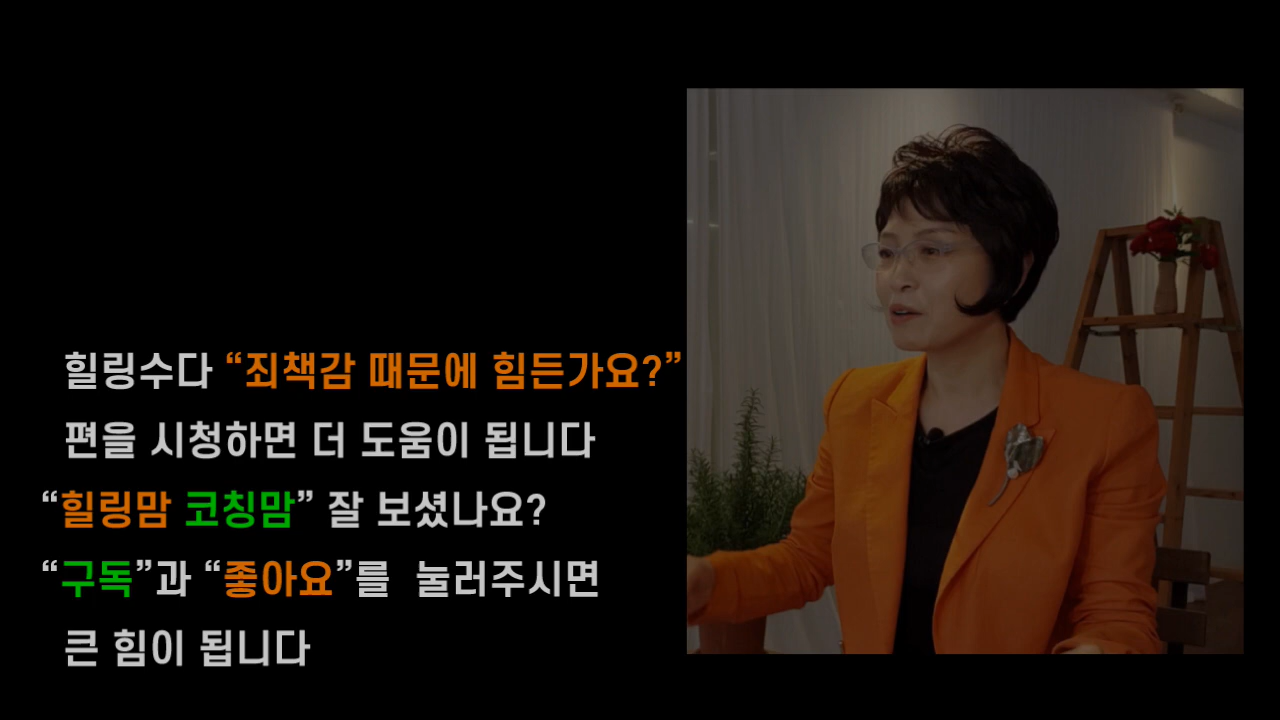 힐링수다 “죄책감 때문에 힘든가요?”
편을 시청하면 더 도움이 됩니다
“힐링맘 코칭맘” 잘 보셨나요?
“구독”과 “좋아요”를 눌러주시면
큰 힘이 됩니다